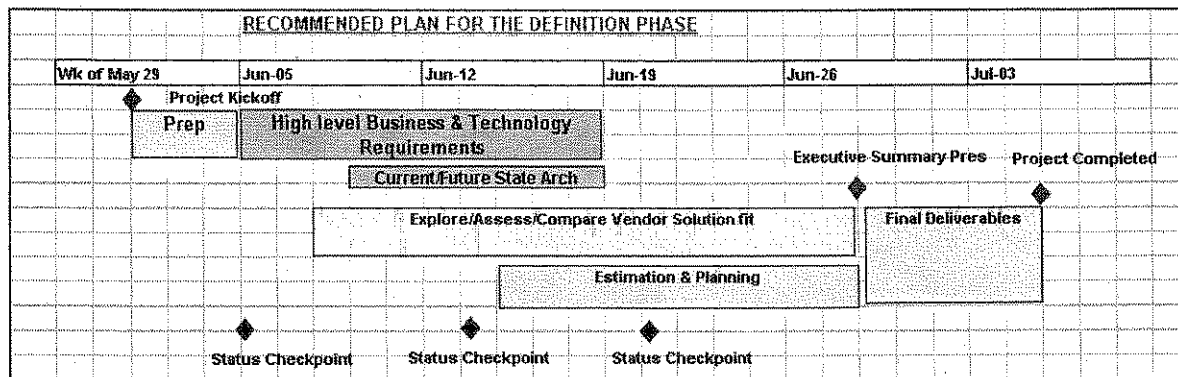 RECOMMENDED PLAN FOR THE DEFINITION PHASE
Wk of May 29 Jun-05 Jun-12 Jun-19 Jun-26 Jul-03
Project Kickoff
Prep
High level Business & Technology
Requirements
Executive Summary Pres
Project Completed
Current/Future State Arch
Explore/Assess/Compare Vendor Solution fit
Final Deliverables
Estimation & Planning
Status Checkpoint
Status Checkpoint
Status Checkpoint